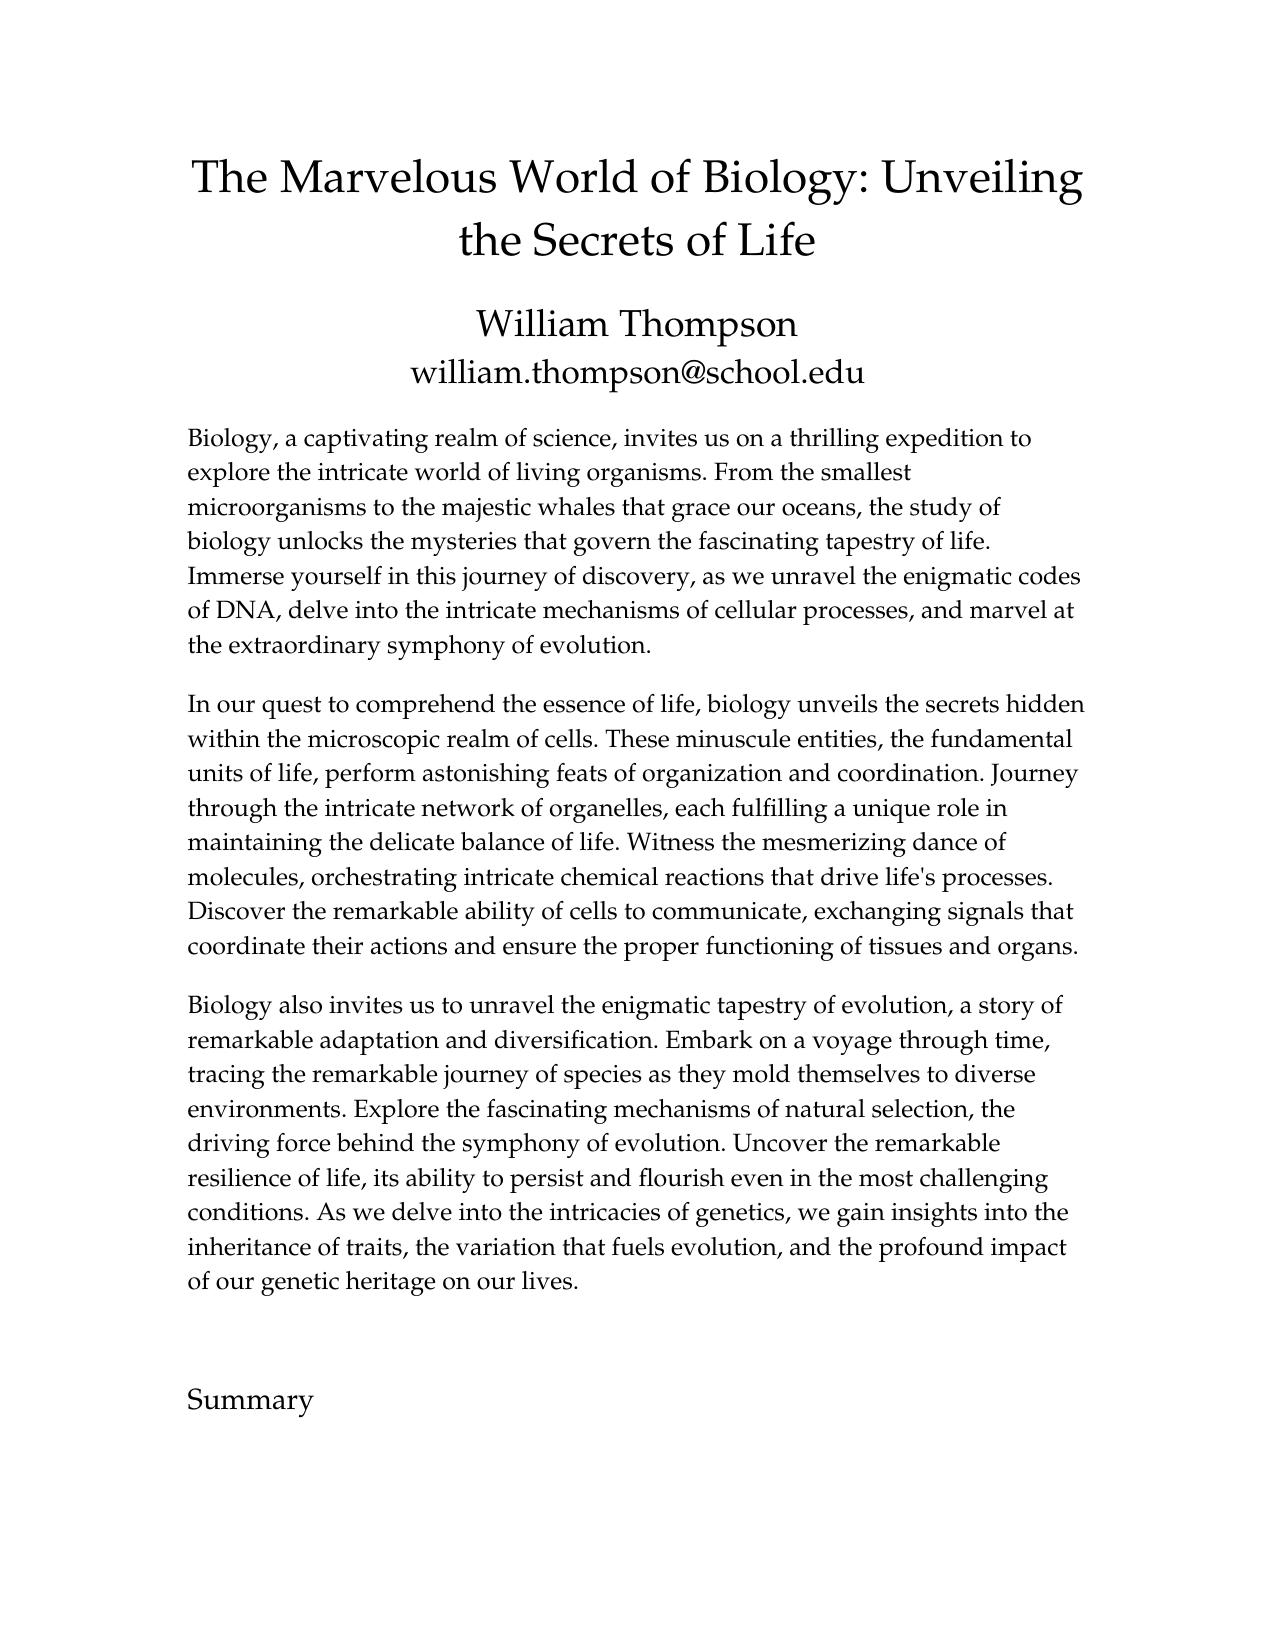 The Marvelous World of Biology: Unveiling
the Secrets of Life
William Thompson
william.thompson@school.edu
Biology, a captivating realm of science, invites us on a thrilling expedition to
explore the intricate world of living organisms. From the smallest
microorganisms to the majestic whales that grace our oceans, the study of
biology unlocks the mysteries that govern the fascinating tapestry of life.
Immerse yourself in this journey of discovery, as we unravel the enigmatic codes
of DNA, delve into the intricate mechanisms of cellular processes, and marvel at
the extraordinary symphony of evolution.
In our quest to comprehend the essence of life, biology unveils the secrets hidden
within the microscopic realm of cells. These minuscule entities, the fundamental
units of life, perform astonishing feats of organization and coordination. Journey
through the intricate network of organelles, each fulfilling a unique role in
maintaining the delicate balance of life. Witness the mesmerizing dance of
molecules, orchestrating intricate chemical reactions that drive life's processes.
Discover the remarkable ability of cells to communicate, exchanging signals that
coordinate their actions and ensure the proper functioning of tissues and organs.
Biology also invites us to unravel the enigmatic tapestry of evolution, a story of
remarkable adaptation and diversification. Embark on a voyage through time,
tracing the remarkable journey of species as they mold themselves to diverse
environments. Explore the fascinating mechanisms of natural selection, the
driving force behind the symphony of evolution. Uncover the remarkable
resilience of life, its ability to persist and flourish even in the most challenging
conditions. As we delve into the intricacies of genetics, we gain insights into the
inheritance of traits, the variation that fuels evolution, and the profound impact
of our genetic heritage on our lives.
Summary